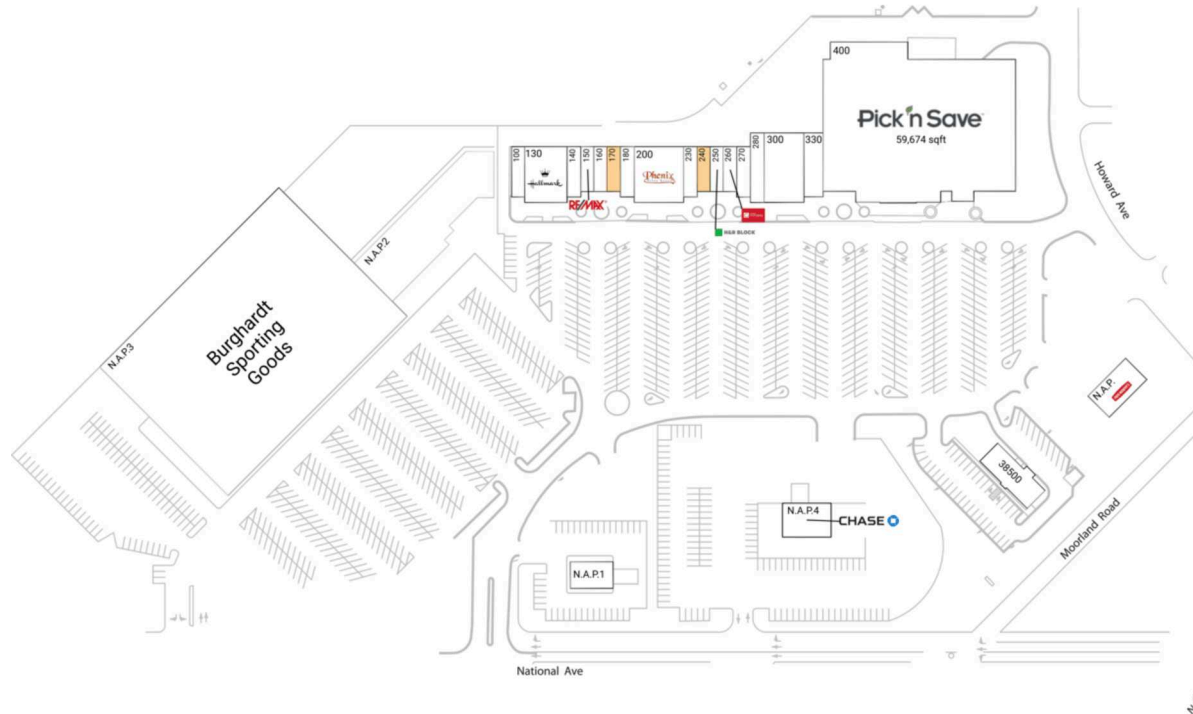 400
Pick'n Save
59,674 sqft
100
130
140
150
160
170
180
200
230
240
250
260
270
280
300
330
Hallmark
Phenix
RE/MAX
H&R BLOCK
Howard Ave
N.A.P.2
N.A.P.3
Burghardt
Sporting
Goods
N.A.P.
38500
N.A.P.4
CHASE
Moorland Road
N.A.P.1
National Ave